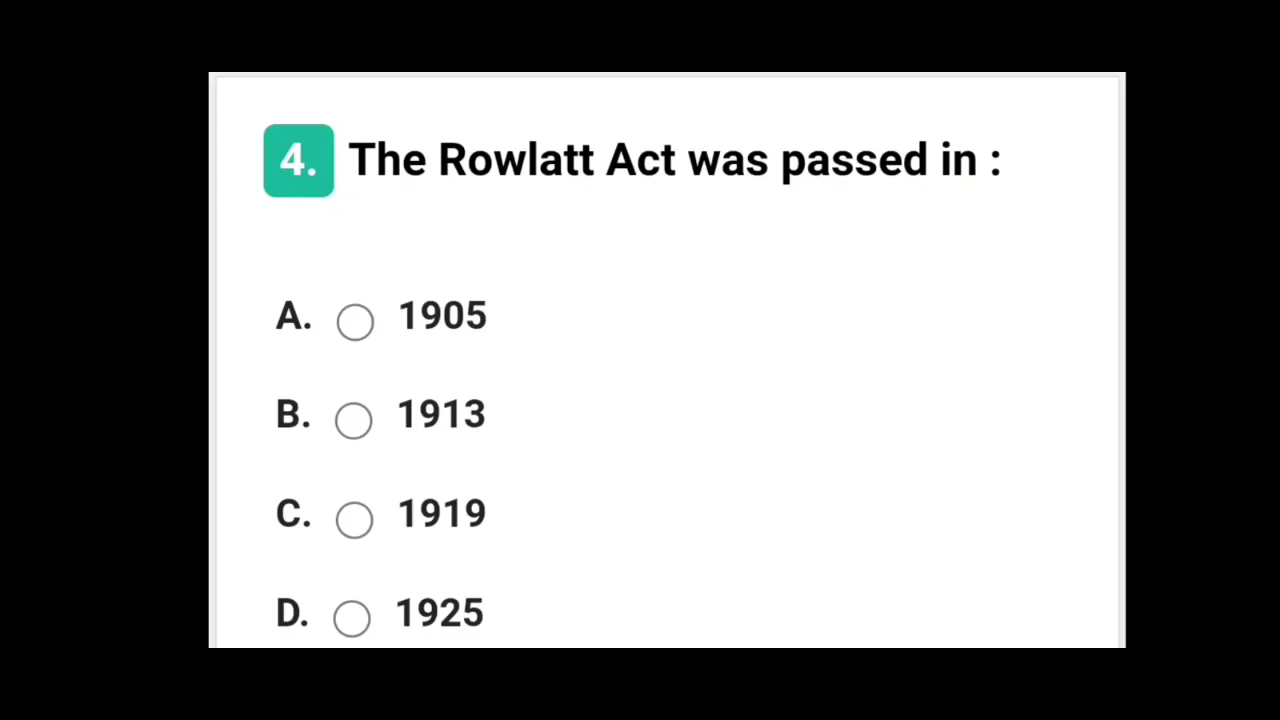 4. The Rowlatt Act was passed in :
A. 1905
B. 1913
C. 1919
D. 1925